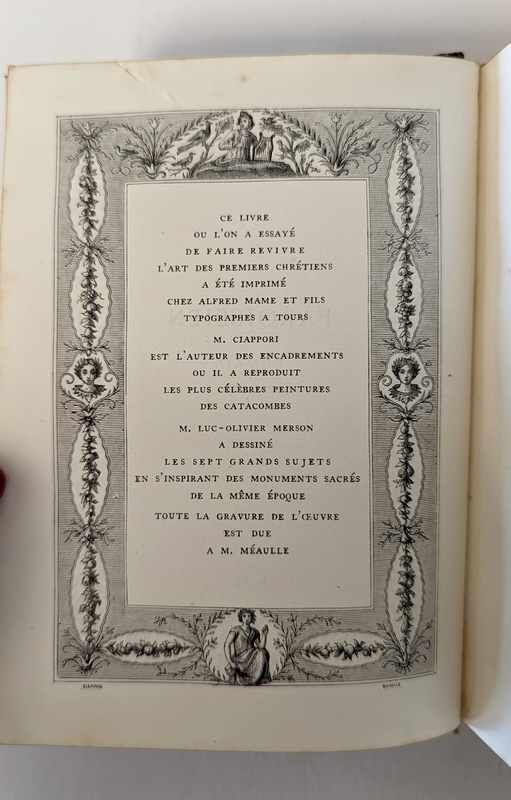 CE LIVRE
OU L'ON A ESSAYÉ
DE FAIRE REVIVRE
L'ART DES PREMIERS CHRÉTIENS
A ÉTÉ IMPRIMÉ
CHEZ ALFRED MAME ET FILS
TYPOGRAPHES A TOURS
M. CIAPPORI
EST L'AUTEUR DES ENCADREMENTS
OU IL A REPRODUIT
LES PLUS CÉLÈBRES PEINTURES
DES CATACOMBES
M. LUC-OLIVIER MERSON
A DESSINÉ
LES SEPT GRANDS SUJETS
EN S'INSPIRANT DES MONUMENTS SACRÉS
DE LA MÊME ÉPOQUE
TOUTE LA GRAVURE DE L'ŒUVRE
EST DUE
A M. MÉAULLE